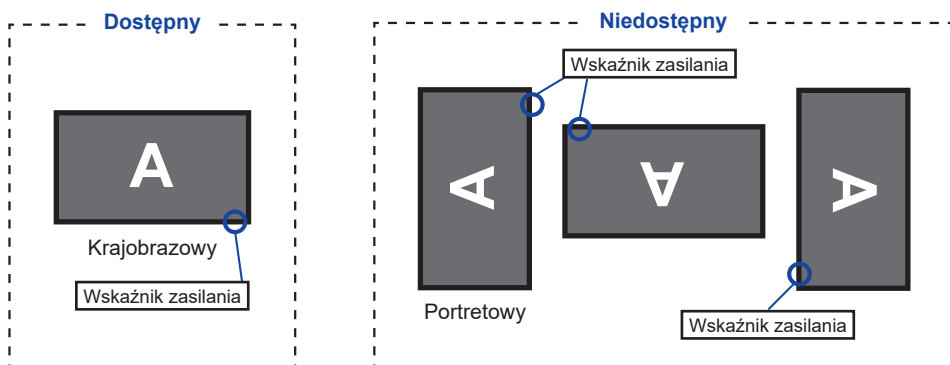 Dostępny
A
Krajobrazowy
Wskaźnik zasilania
Niedostępny
Wskaźnik zasilania
A
A
A
Portretowy
Wskaźnik zasilania